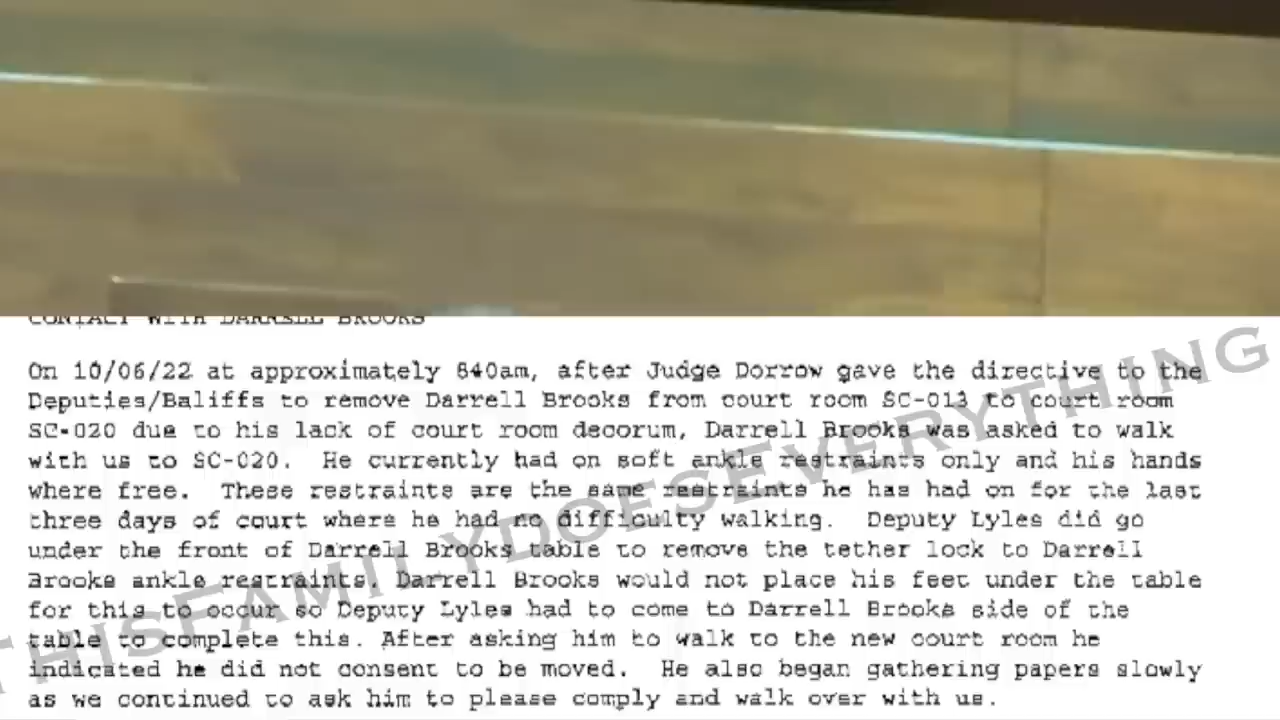 CONTACT WITH DARRELL BROOKS
On 10/06/22 at approximately 840am, after Judge Dorrow gave the directive to the
Deputies/Baliffs to remove Darrell Brooks from court room SC-013 to court room
SC-020 due to his lack of court room decorum, Darrell Brooks was asked to walk
with us to SC-020.  He currently had on soft ankle restraints only and his hands
where free.  These restraints are the same restraints he has had on for the last
three days of court where he had no difficulty walking.  Deputy Lyles did go
under the front of Darrell Brooks table to remove the tether lock to Darrell
Brooks ankle restraints. Darrell Brooks would not place his feet under the table
for this to occur so Deputy Lyles had to come to Darrell Brooks side of the
table to complete this. After asking him to walk to the new court room he
indicated he did not consent to be moved.  He also began gathering papers slowly
as we continued to ask him to please comply and walk over with us.
THISFAMILYDOESEVERYTHING